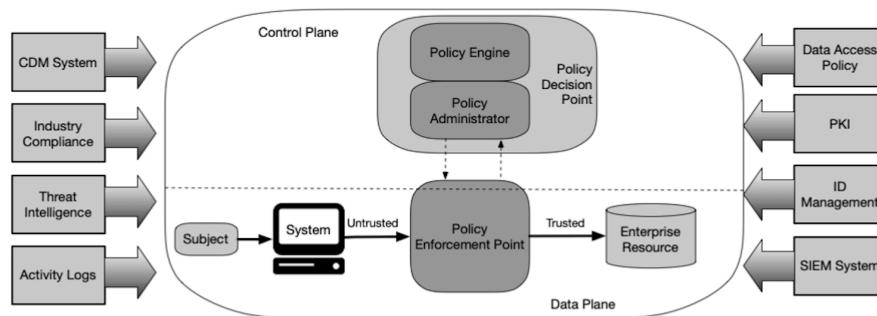 Control Plane
Policy Engine
Policy
Administrator
Policy
Decision
Point
CDM System
Industry
Compliance
Threat
Intelligence
Activity Logs
Data Access
Policy
PKI
ID
Management
SIEM System
Subject
System
Untrusted
Policy
Enforcement Point
Trusted
Enterprise
Resource
Data Plane